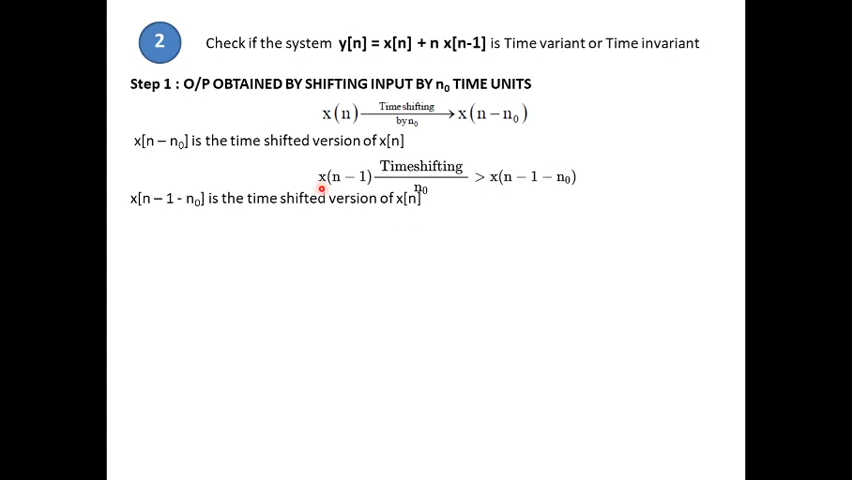 2
Check if the system y[n] = x[n] + n x[n-1] is Time variant or Time invariant
Step 1 : O/P OBTAINED BY SHIFTING INPUT BY n₀ TIME UNITS
x(n) —Time shifting by n₀→ x(n − n₀)
x[n – n₀] is the time shifted version of x[n]
x(n − 1) —Timeshifting n₀—> x(n − 1 − n₀)
x[n – 1 - n₀] is the time shifted version of x[n]